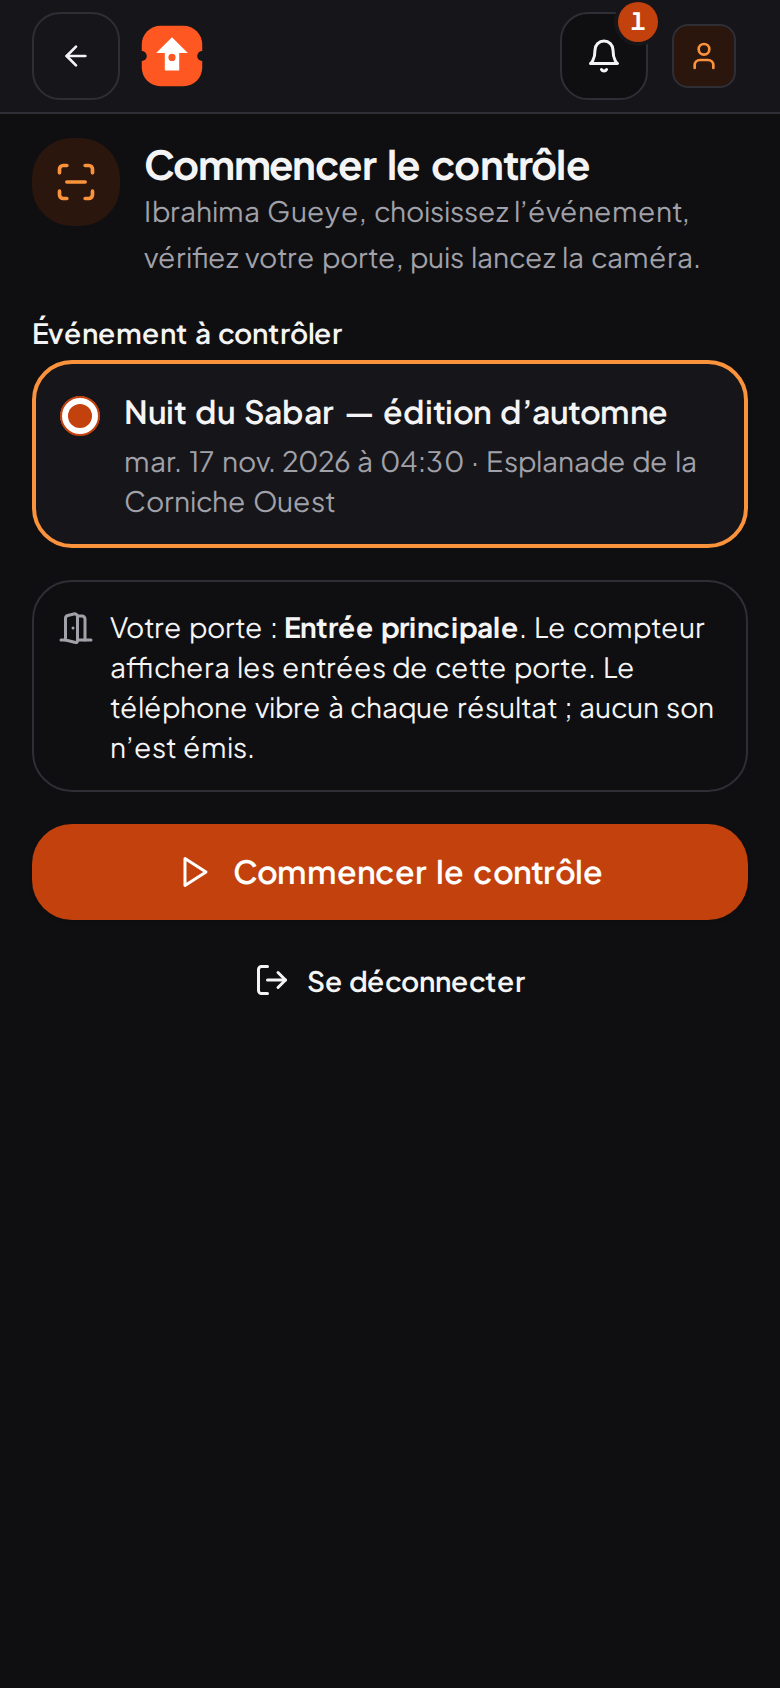 1
Commencer le contrôle
Ibrahima Gueye, choisissez l’événement,
vérifiez votre porte, puis lancez la caméra.
Événement à contrôler
Nuit du Sabar — édition d’automne
mar. 17 nov. 2026 à 04:30 · Esplanade de la
Corniche Ouest
Votre porte : Entrée principale. Le compteur
affichera les entrées de cette porte. Le
téléphone vibre à chaque résultat ; aucun son
n’est émis.
Commencer le contrôle
Se déconnecter